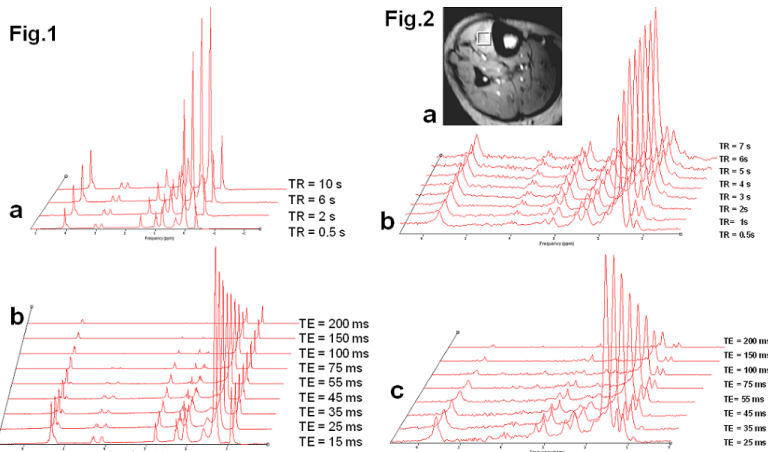 Fig.1
TR = 10 s
TR = 6 s
TR = 2 s
TR = 0.5 s
a
Frequency (ppm)
b
TE = 200 ms
TE = 150 ms
TE = 100 ms
TE = 75 ms
TE = 55 ms
TE = 45 ms
TE = 35 ms
TE = 25 ms
TE = 15 ms
Fig.2
a
TR = 7 s
TR = 6s
TR = 5 s
TR = 4 s
TR = 3 s
TR = 2s
TR= 1s
TR = 0.5s
b
Frequency (ppm)
c
TE = 200 ms
TE = 150 ms
TE = 100 ms
TE = 75 ms
TE= 55 ms
TE = 45 ms
TE = 35 ms
TE = 25 ms